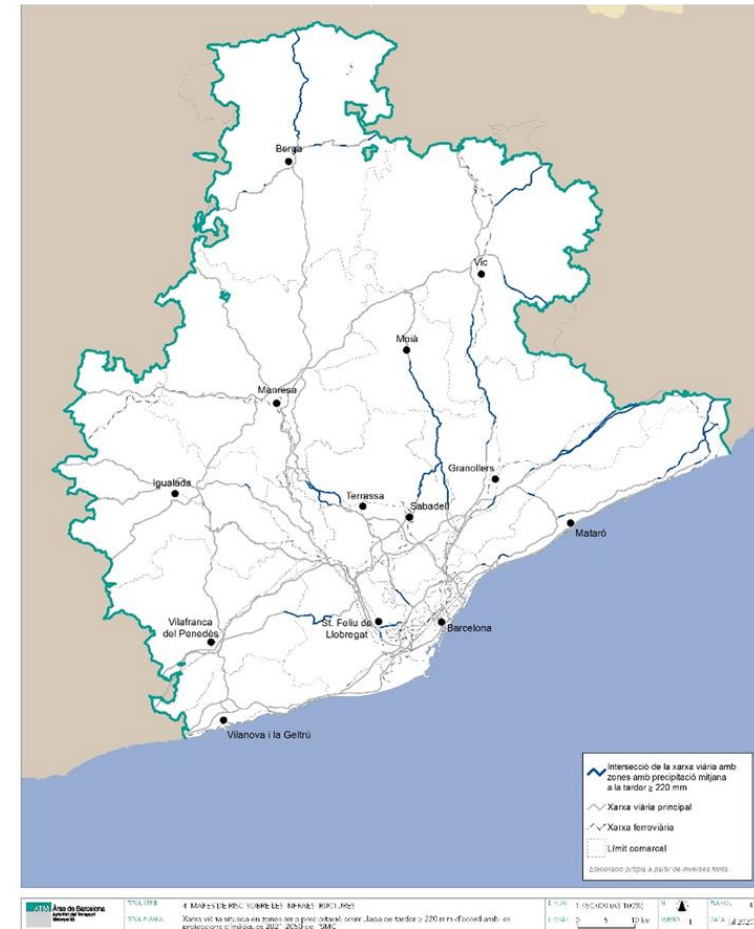 Berga
Vic
Moià
Manresa
Granollers
Igualada
Terrassa
Sabadell
Mataró
Vilafranca
del Penedès
St. Feliu de
Llobregat
Barcelona
Vilanova i la Geltrú
Intersecció de la xarxa viària amb
zones amb precipitació mitjana
a la tardor ≥ 220 mm
Xarxa viària principal
Xarxa ferroviària
Límit comarcal
Elaboració pròpia a partir de diverses fonts.
ATM Àrea de Barcelona
4. MAPES DE RISC SOBRE LES INFRAESTRUCTURES
0 5 10 km